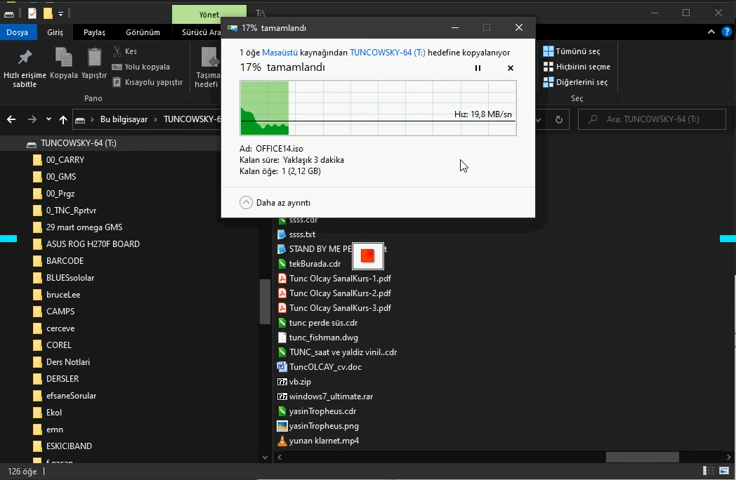 Yönet
T:\
Dosya
Giriş
Paylaş
Görünüm
Sürücü Ara
Hızlı erişime sabitle
Kopyala
Yapıştır
Kes
Yolu kopyala
Kısayolu yapıştır
Pano
Taşıma hedefi
Tümünü seç
Hiçbirini seçme
Diğerlerini seç
Seç
Bu bilgisayar
TUNCOWSKY-6
Ara: TUNCOWSKY-64 (T:)
17% tamamlandı
1 öğe Masaüstü kaynağından TUNCOWSKY-64 (T:) hedefine kopyalanıyor
17% tamamlandı
Hız: 19,8 MB/sn
Ad: OFFICE14.iso
Kalan süre: Yaklaşık 3 dakika
Kalan öğe: 1 (2,12 GB)
Daha az ayrıntı
TUNCOWSKY-64 (T:)
00_CARRY
00_GMS
00_Prgz
0_TNC_Rprtvr
29 mart omega GMS
ASUS ROG H270F BOARD
BARCODE
BLUESsololar
bruceLee
CAMPS
cerceve
COREL
Ders Notlari
DERSLER
efsaneSorular
Ekol
emn
ESKICIBAND
ssss.cdr
ssss.txt
STAND BY ME PE
tekBurada.cdr
Tunc Olcay SanalKurs-1.pdf
Tunc Olcay SanalKurs-2.pdf
Tunc Olcay SanalKurs-3.pdf
tunc perde süs.cdr
tunc_fishman.dwg
TUNC_saat ve yaldiz vinil..cdr
TuncOLCAY_cv.doc
vb.zip
windows7_ultimate.rar
yasinTropheus.cdr
yasinTropheus.png
yunan klarnet.mp4
126 öğe